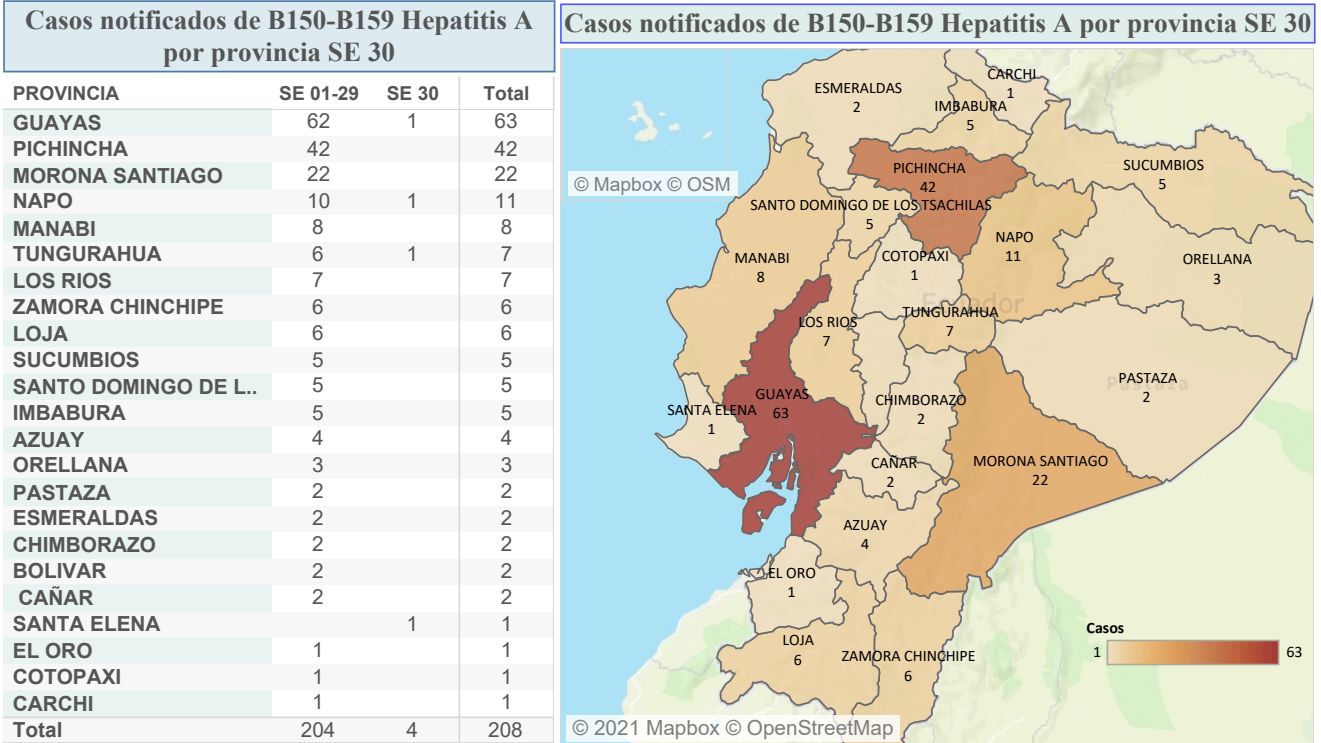 Casos notificados de B150-B159 Hepatitis A
por provincia SE 30
PROVINCIA SE 01-29 SE 30 Total
GUAYAS 62 1 63
PICHINCHA 42 42
MORONA SANTIAGO 22 22
NAPO 10 1 11
MANABI 8 8
TUNGURAHUA 6 1 7
LOS RIOS 7 7
ZAMORA CHINCHIPE 6 6
LOJA 6 6
SUCUMBIOS 5 5
SANTO DOMINGO DE L.. 5 5
IMBABURA 5 5
AZUAY 4 4
ORELLANA 3 3
PASTAZA 2 2
ESMERALDAS 2 2
CHIMBORAZO 2 2
BOLIVAR 2 2
CAÑAR 2 2
SANTA ELENA 1 1
EL ORO 1 1
COTOPAXI 1 1
CARCHI 1 1
Total 204 4 208
Casos notificados de B150-B159 Hepatitis A por provincia SE 30
CARCHI
1
ESMERALDAS
2
IMBABURA
5
PICHINCHA
42
SUCUMBIOS
5
© Mapbox © OSM
SANTO DOMINGO DE LOS TSACHILAS
5
NAPO
11
COTOPAXI
1
MANABI
8
ORELLANA
3
Ecuador
TUNGURAHUA
7
LOS RIOS
7
PASTAZA
Pastaza
2
GUAYAS
63
CHIMBORAZO
2
SANTA ELENA
1
CAÑAR
2
MORONA SANTIAGO
22
AZUAY
4
EL ORO
1
LOJA
6
ZAMORA CHINCHIPE
6
Casos
1 63
© 2021 Mapbox © OpenStreetMap